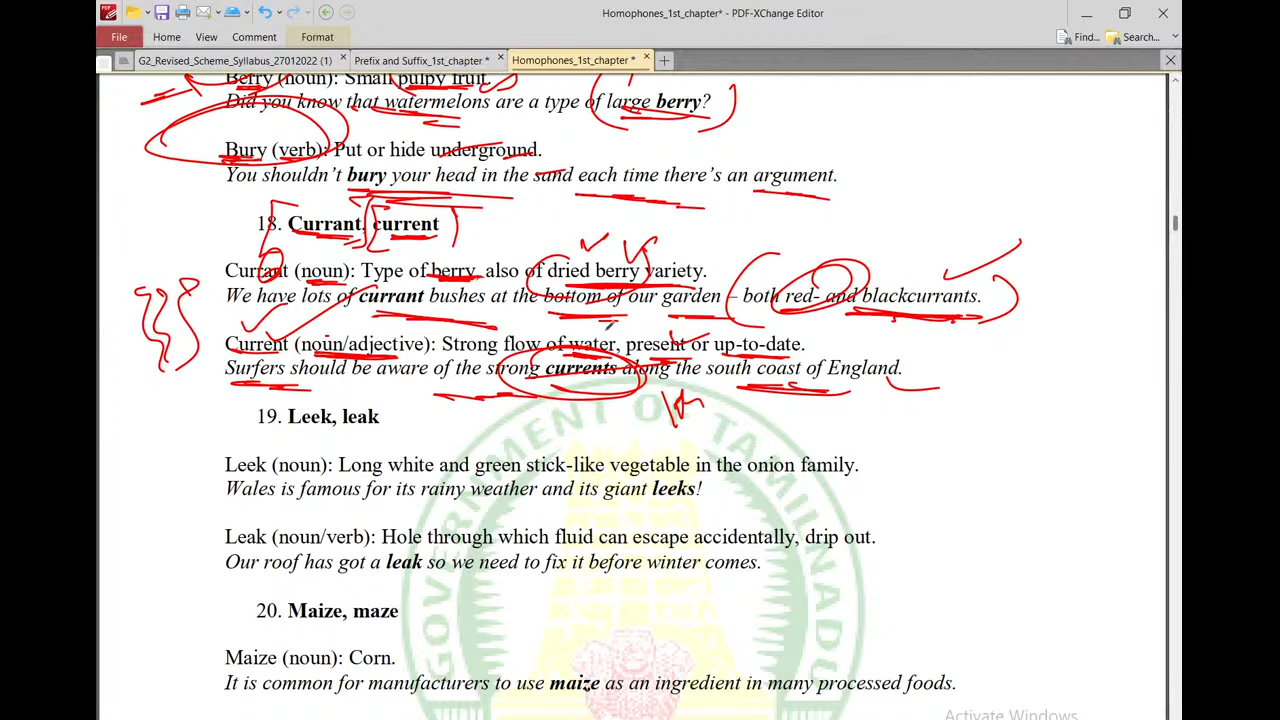 Homophones_1st_chapter* - PDF-XChange Editor
File Home View Comment Format
Find... Search...
G2_Revised_Scheme_Syllabus_27012022 (1) Prefix and Suffix_1st_chapter * Homophones_1st_chapter *
Berry (noun): Small pulpy fruit.
Did you know that watermelons are a type of large berry?
Bury (verb): Put or hide underground.
You shouldn't bury your head in the sand each time there's an argument.
18. Currant, current
Currant (noun): Type of berry, also of dried berry variety.
We have lots of currant bushes at the bottom of our garden – both red- and blackcurrants.
Current (noun/adjective): Strong flow of water, present or up-to-date.
Surfers should be aware of the strong currents along the south coast of England.
19. Leek, leak
Leek (noun): Long white and green stick-like vegetable in the onion family.
Wales is famous for its rainy weather and its giant leeks!
Leak (noun/verb): Hole through which fluid can escape accidentally, drip out.
Our roof has got a leak so we need to fix it before winter comes.
20. Maize, maze
Maize (noun): Corn.
It is common for manufacturers to use maize as an ingredient in many processed foods.
GOVERNMENT OF TAMILNADU
Activate Windows